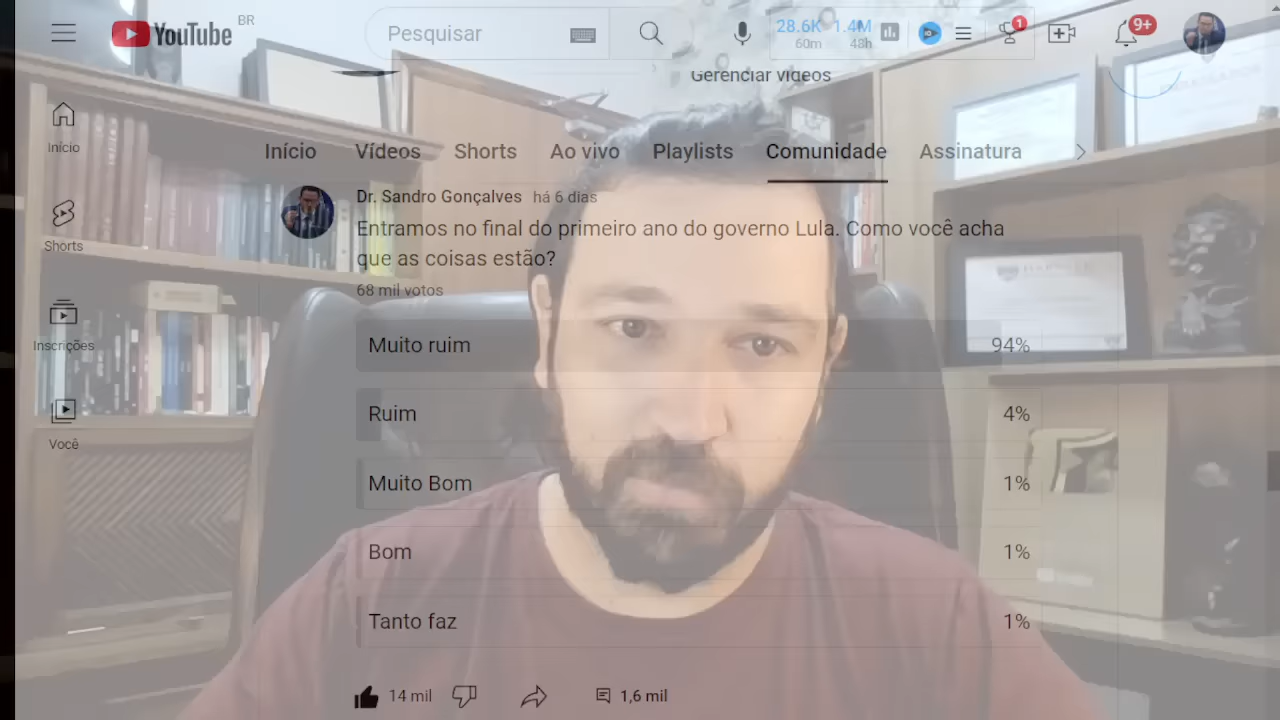 YouTube BR
Pesquisar
28.6K 1.4M
60m 48h
1
9+
Gerenciar vídeos
Início
Vídeos
Shorts
Ao vivo
Playlists
Comunidade
Assinatura
Início
Shorts
Inscrições
Você
Dr. Sandro Gonçalves há 6 dias
Entramos no final do primeiro ano do governo Lula. Como você acha
que as coisas estão?
68 mil votos
Muito ruim 94%
Ruim 4%
Muito Bom 1%
Bom 1%
Tanto faz 1%
14 mil
1,6 mil